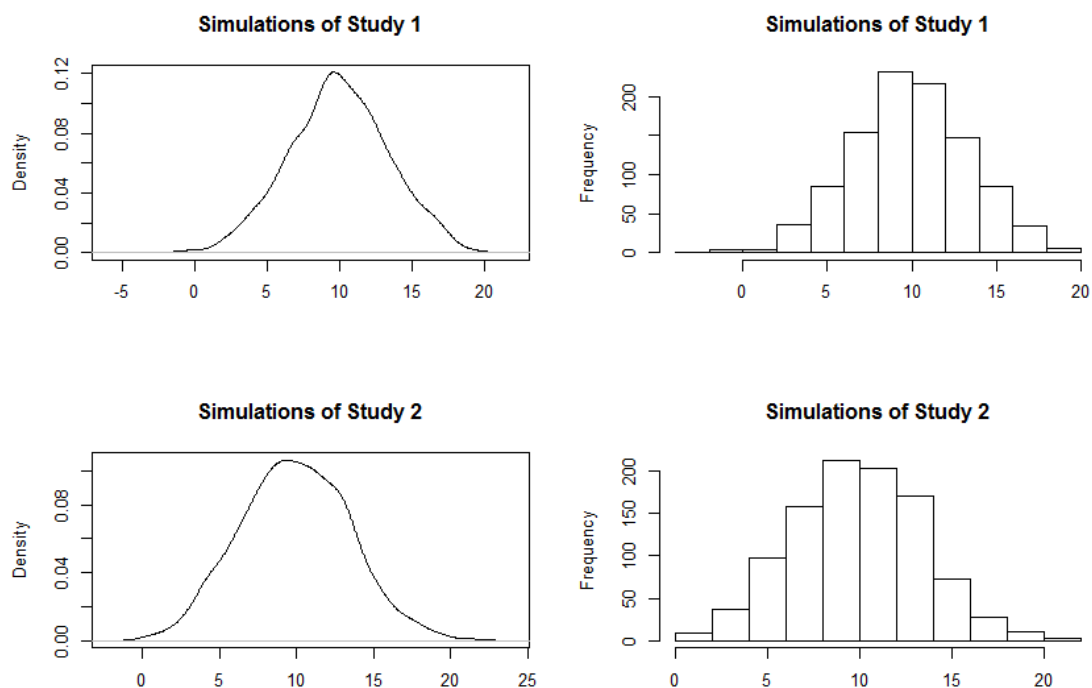 Simulations of Study 1
Density
0.00 0.04 0.08 0.12
-5 0 5 10 15 20
Simulations of Study 1
Frequency
0 50 100 200
0 5 10 15 20
Simulations of Study 2
Density
0.00 0.04 0.08
0 5 10 15 20 25
Simulations of Study 2
Frequency
0 50 100 150 200
0 5 10 15 20